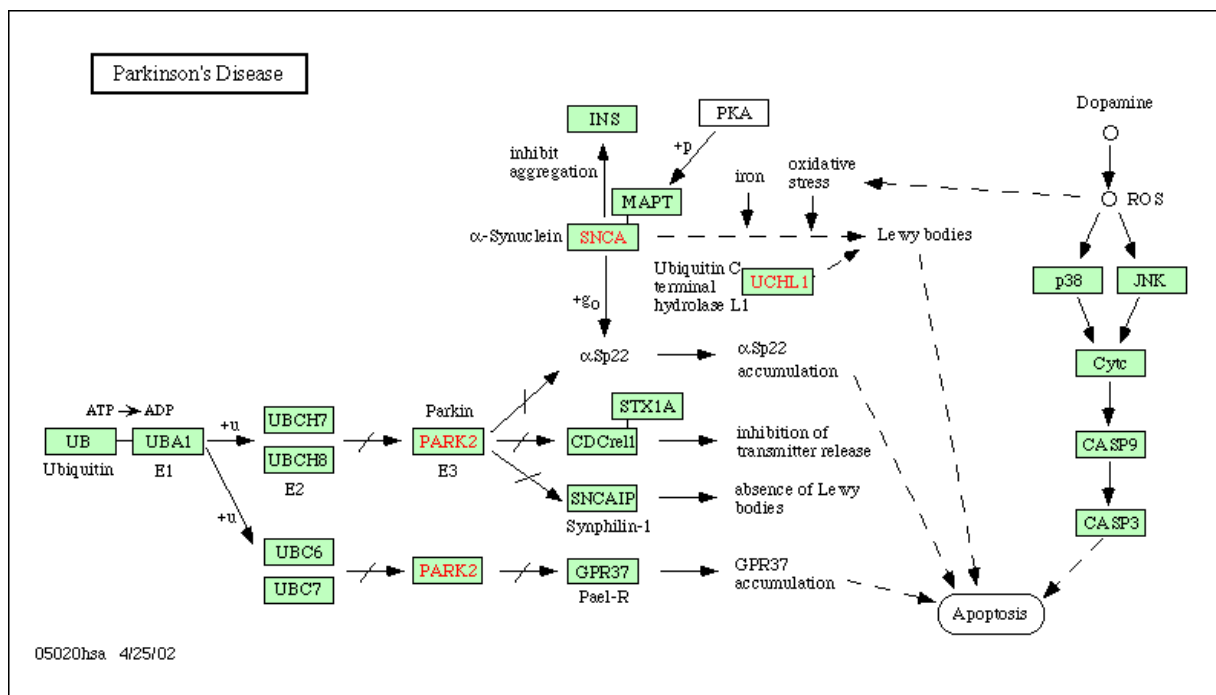 Parkinson's Disease
INS
PKA
Dopamine
inhibit
aggregation
+p
iron
oxidative
stress
ROS
MAPT
α-Synuclein
SNCA
Lewy bodies
Ubiquitin C
terminal
hydrolase L1
UCHL1
p38
JNK
+g₀
αSp22
αSp22
accumulation
Cytc
ATP
ADP
Parkin
STX1A
UB
UBA1
+u
UBCH7
UBCH8
PARK2
CDCrel1
inhibition of
transmitter release
CASP9
Ubiquitin
E1
E2
E3
SNCAIP
absence of Lewy
bodies
Synphilin-1
CASP3
+u
UBC6
UBC7
PARK2
GPR37
GPR37
accumulation
Pael-R
Apoptosis
05020hsa 4/25/02